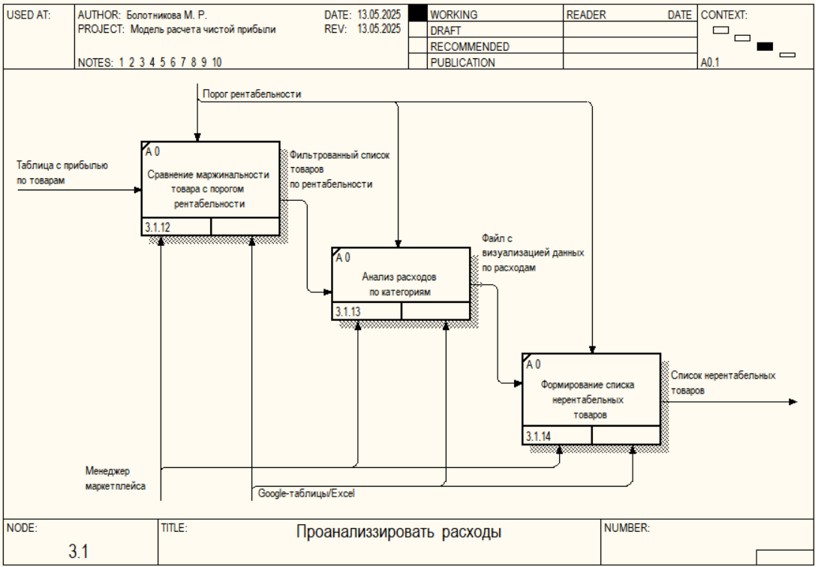 USED AT:
AUTHOR: Болотникова М. Р.
DATE: 13.05.2025
PROJECT: Модель расчета чистой прибыли
REV: 13.05.2025
NOTES: 1 2 3 4 5 6 7 8 9 10
WORKING
DRAFT
RECOMMENDED
PUBLICATION
READER DATE
CONTEXT:
A0.1
Порог рентабельности
Таблица с прибылью
по товарам
A 0
Сравнение маржинальности
товара с порогом
рентабельности
3.1.12
Фильтрованный список
товаров
по рентабельности
A 0
Анализ расходов
по категориям
3.1.13
Файл с
визуализацией данных
по расходам
A 0
Формирование списка
нерентабельных
товаров
3.1.14
Список нерентабельных
товаров
Менеджер
маркетплейса
Google-таблицы/Excel
NODE:
3.1
TITLE:
Проанализзировать расходы
NUMBER: